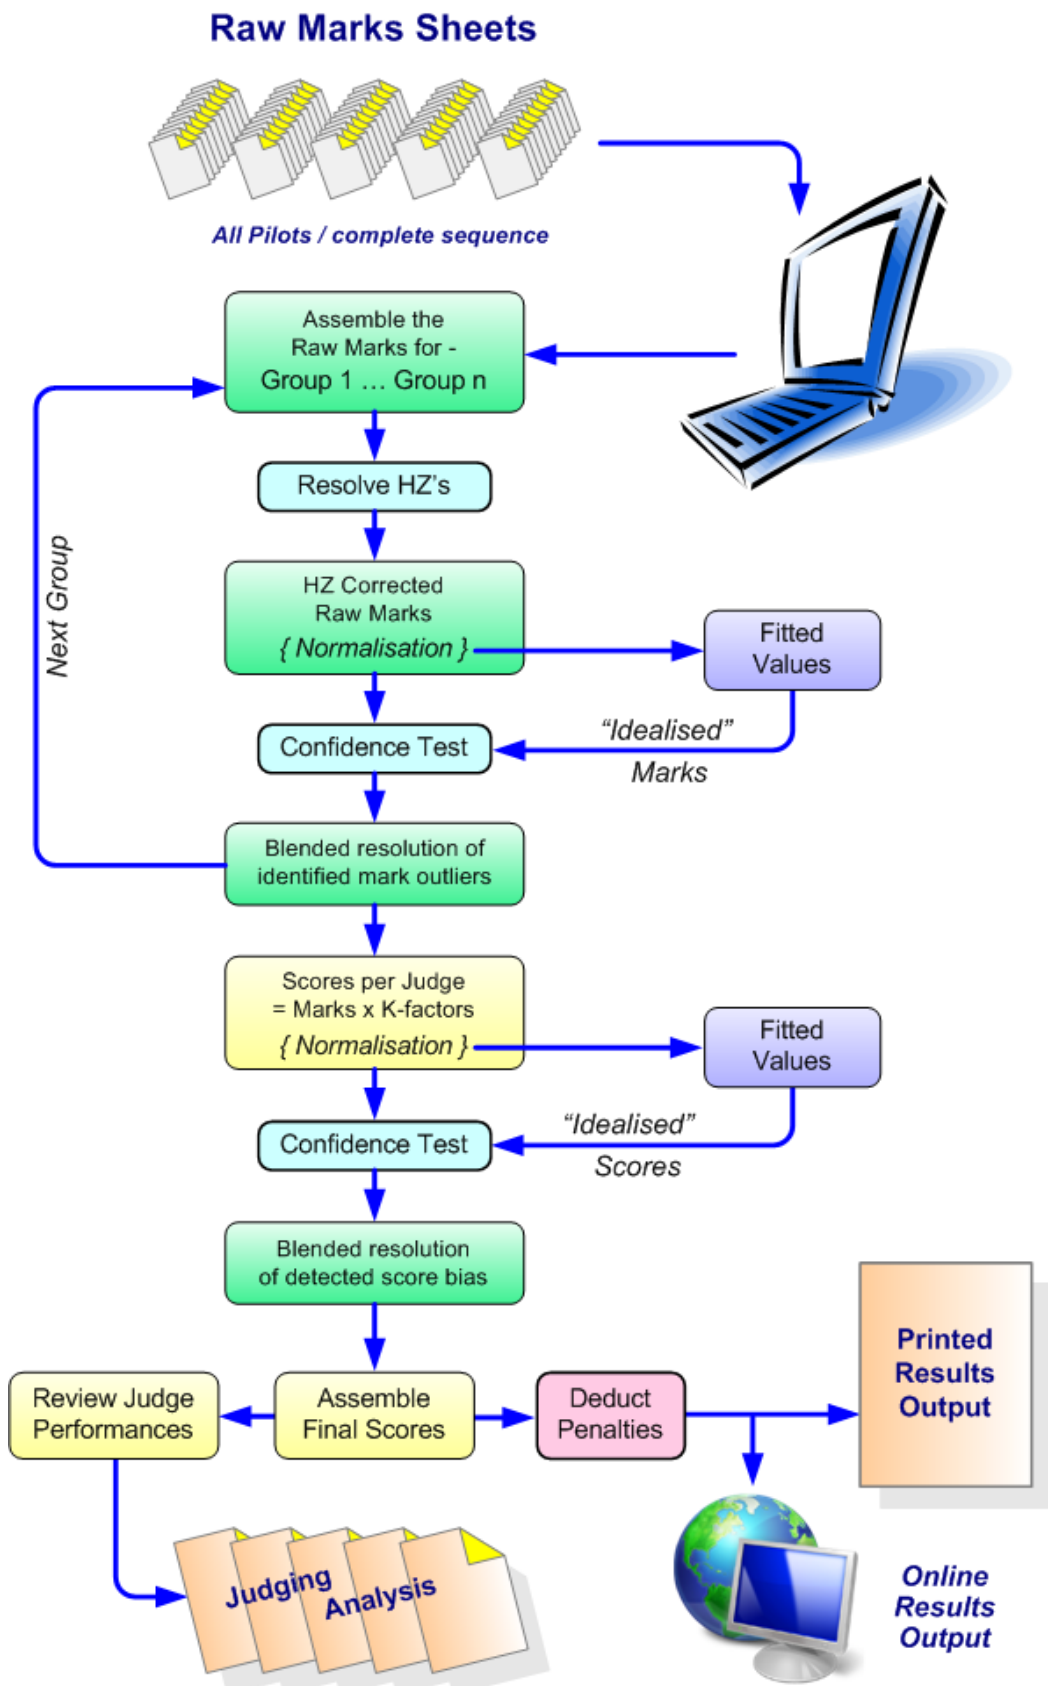 Raw Marks Sheets
All Pilots / complete sequence
Assemble the
Raw Marks for -
Group 1 ... Group n
Resolve HZ's
Next Group
HZ Corrected
Raw Marks
{ Normalisation }
Fitted
Values
Confidence Test
“Idealised”
Marks
Blended resolution of
identified mark outliers
Scores per Judge
= Marks x K-factors
{ Normalisation }
Fitted
Values
Confidence Test
“Idealised”
Scores
Blended resolution
of detected score bias
Printed
Results
Output
Review Judge
Performances
Assemble
Final Scores
Deduct
Penalties
Judging
Analysis
Online
Results
Output